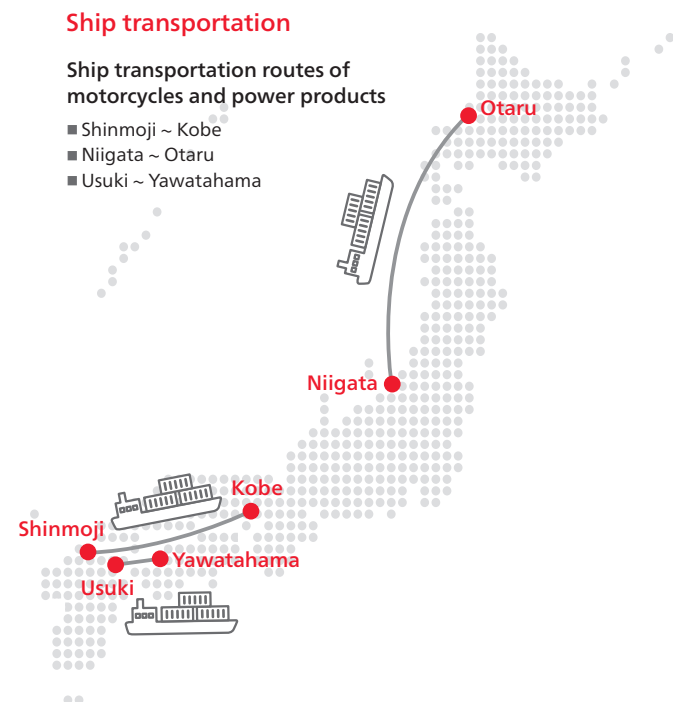 Ship transportation
Ship transportation routes of
motorcycles and power products
■ Shinmoji ~ Kobe
■ Niigata ~ Otaru
■ Usuki ~ Yawatahama
Otaru
Niigata
Kobe
Shinmoji
Yawatahama
Usuki